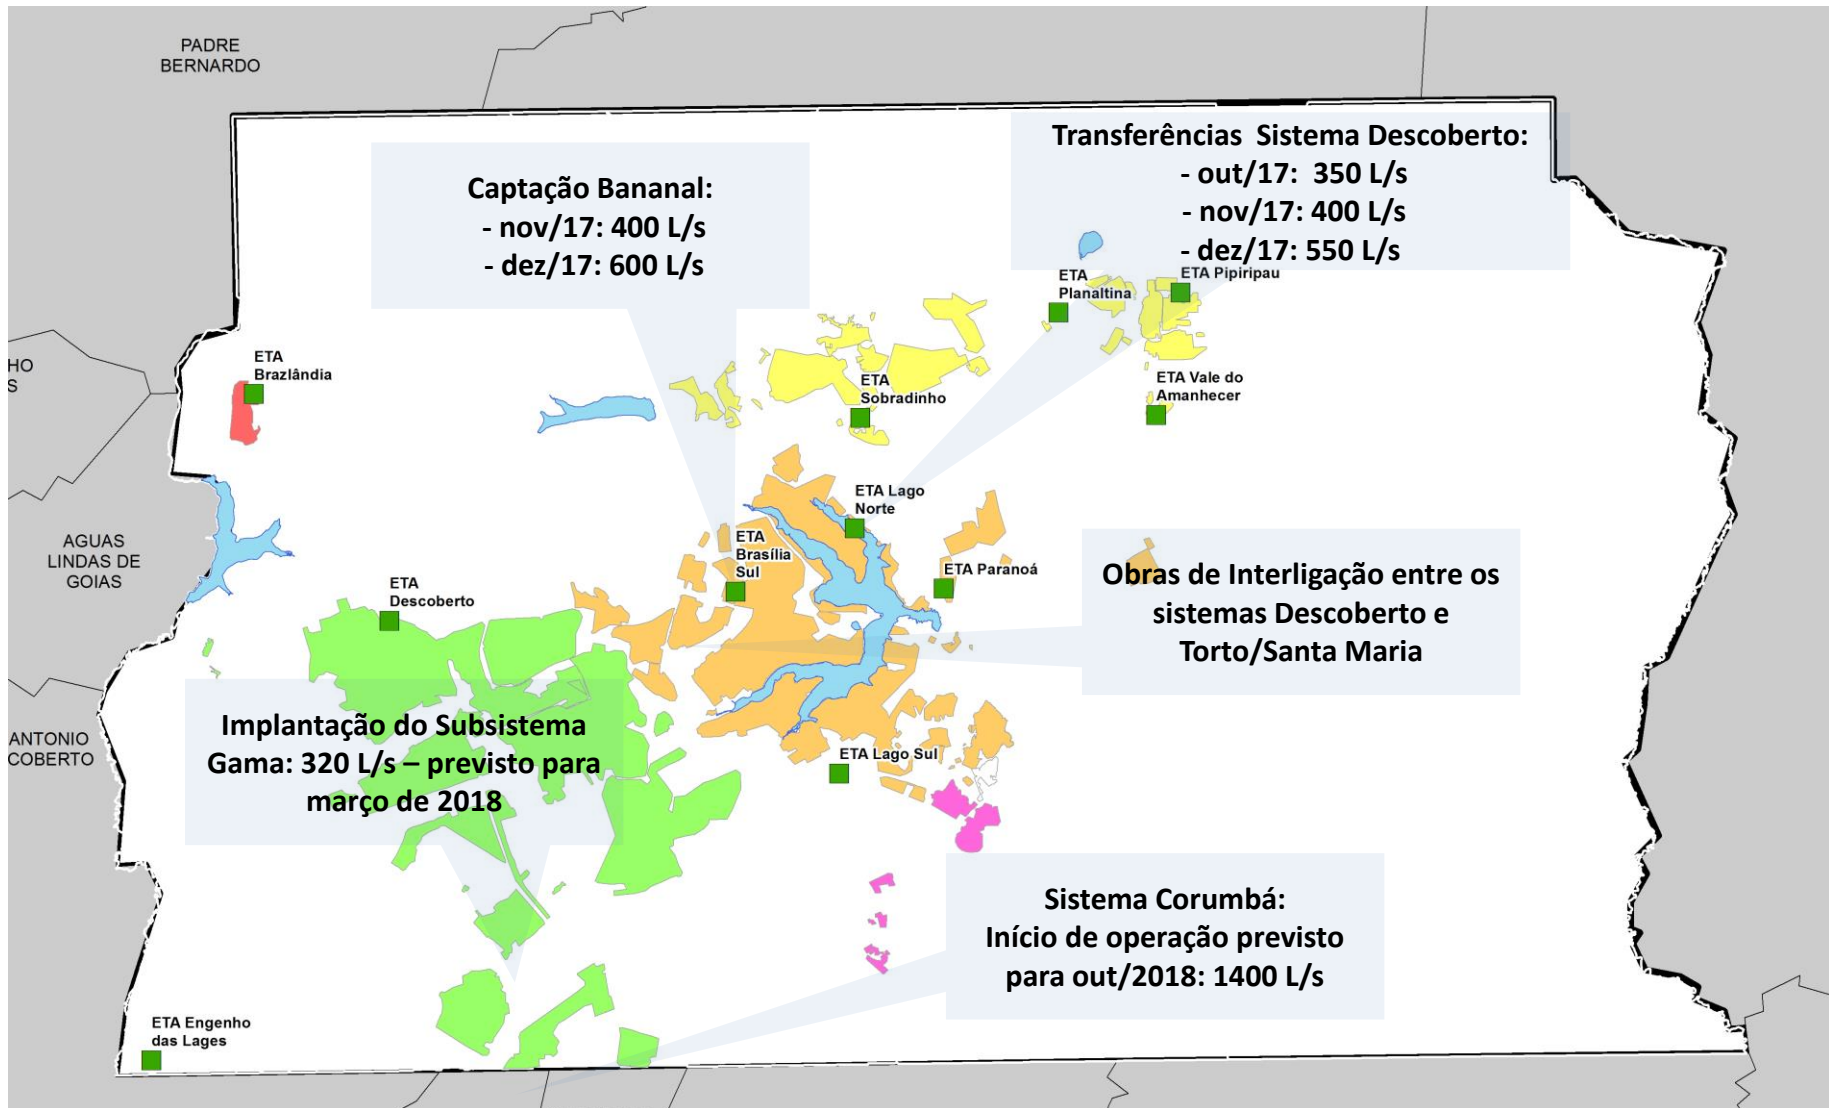 PADRE
BERNARDO
Transferências Sistema Descoberto:
- out/17: 350 L/s
- nov/17: 400 L/s
- dez/17: 550 L/s
Captação Bananal:
- nov/17: 400 L/s
- dez/17: 600 L/s
ETA
Planaltina
ETA Pipiripau
HO
S
ETA
Brazlândia
ETA
Sobradinho
ETA Vale do
Amanhecer
ETA Lago
Norte
ETA
Brasília
Sul
AGUAS
LINDAS DE
GOIAS
ETA
Descoberto
ETA Paranoá
Obras de Interligação entre os
sistemas Descoberto e
Torto/Santa Maria
Implantação do Subsistema
Gama: 320 L/s – previsto para
março de 2018
ANTONIO
COBERTO
ETA Lago Sul
Sistema Corumbá:
Início de operação previsto
para out/2018: 1400 L/s
ETA Engenho
das Lages